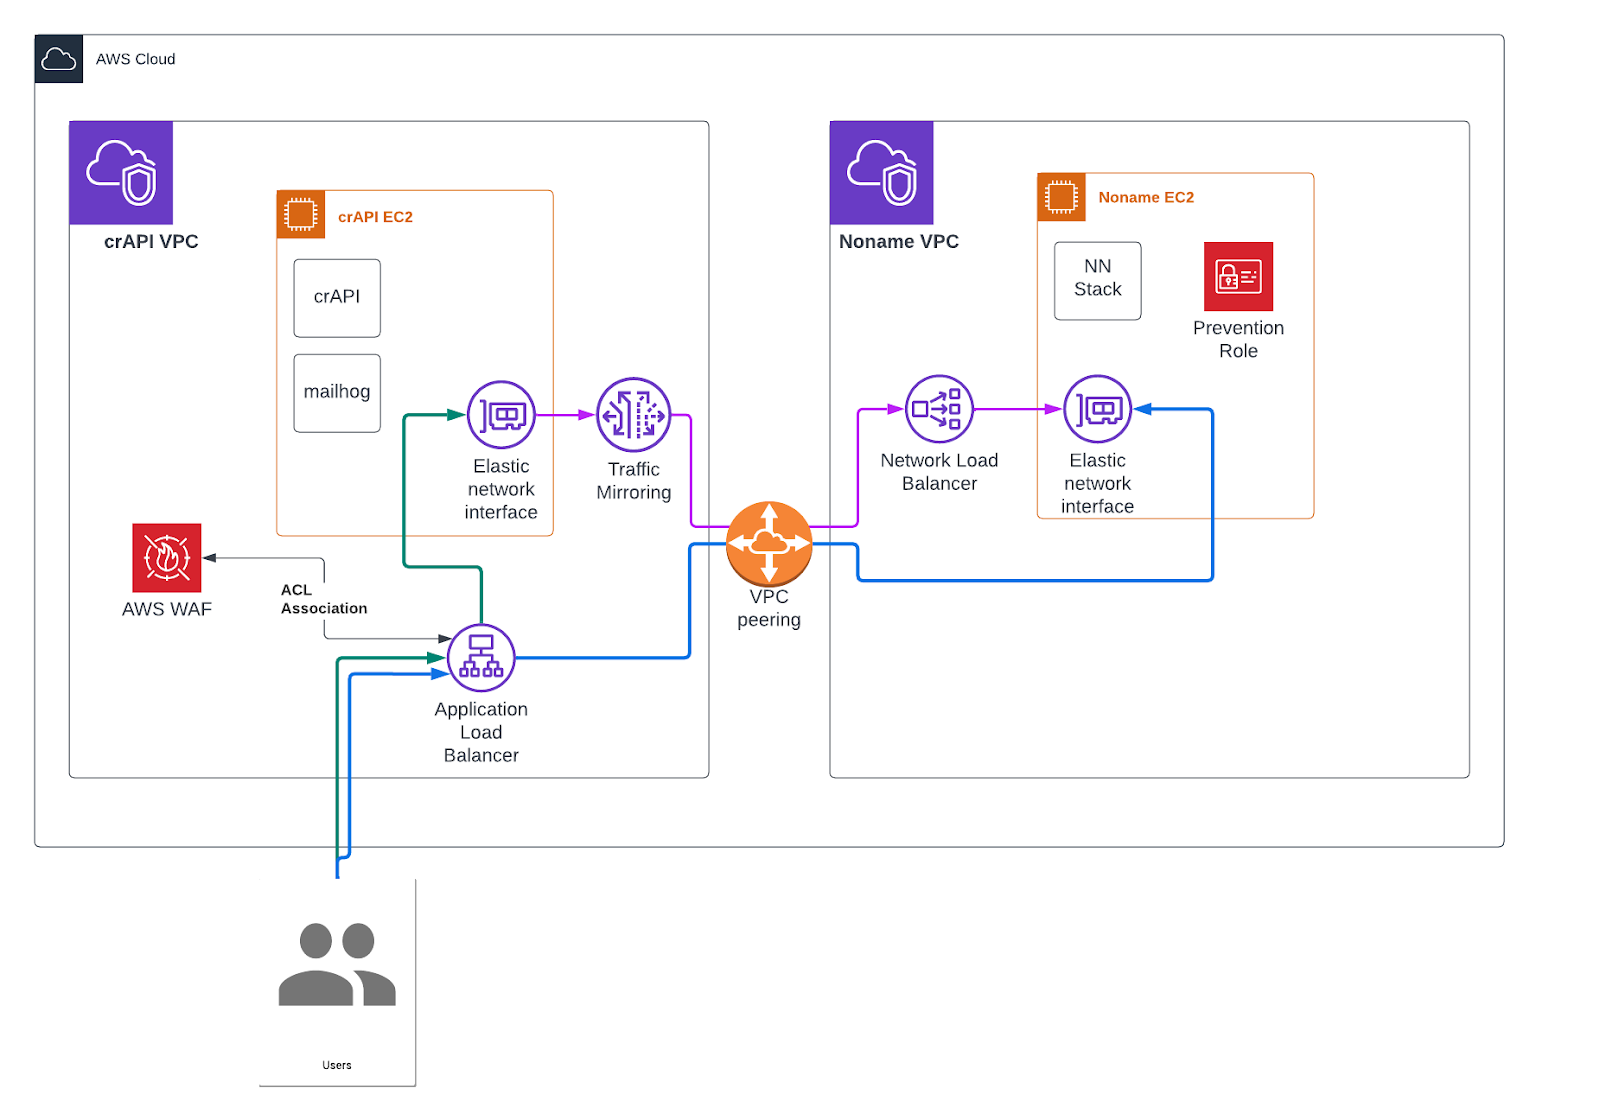 AWS Cloud
crAPI VPC
crAPI EC2
crAPI
mailhog
Elastic
network
interface
Traffic
Mirroring
AWS WAF
ACL
Association
Application
Load
Balancer
VPC
peering
Noname VPC
Noname EC2
NN
Stack
Prevention
Role
Network Load
Balancer
Elastic
network
interface
Users